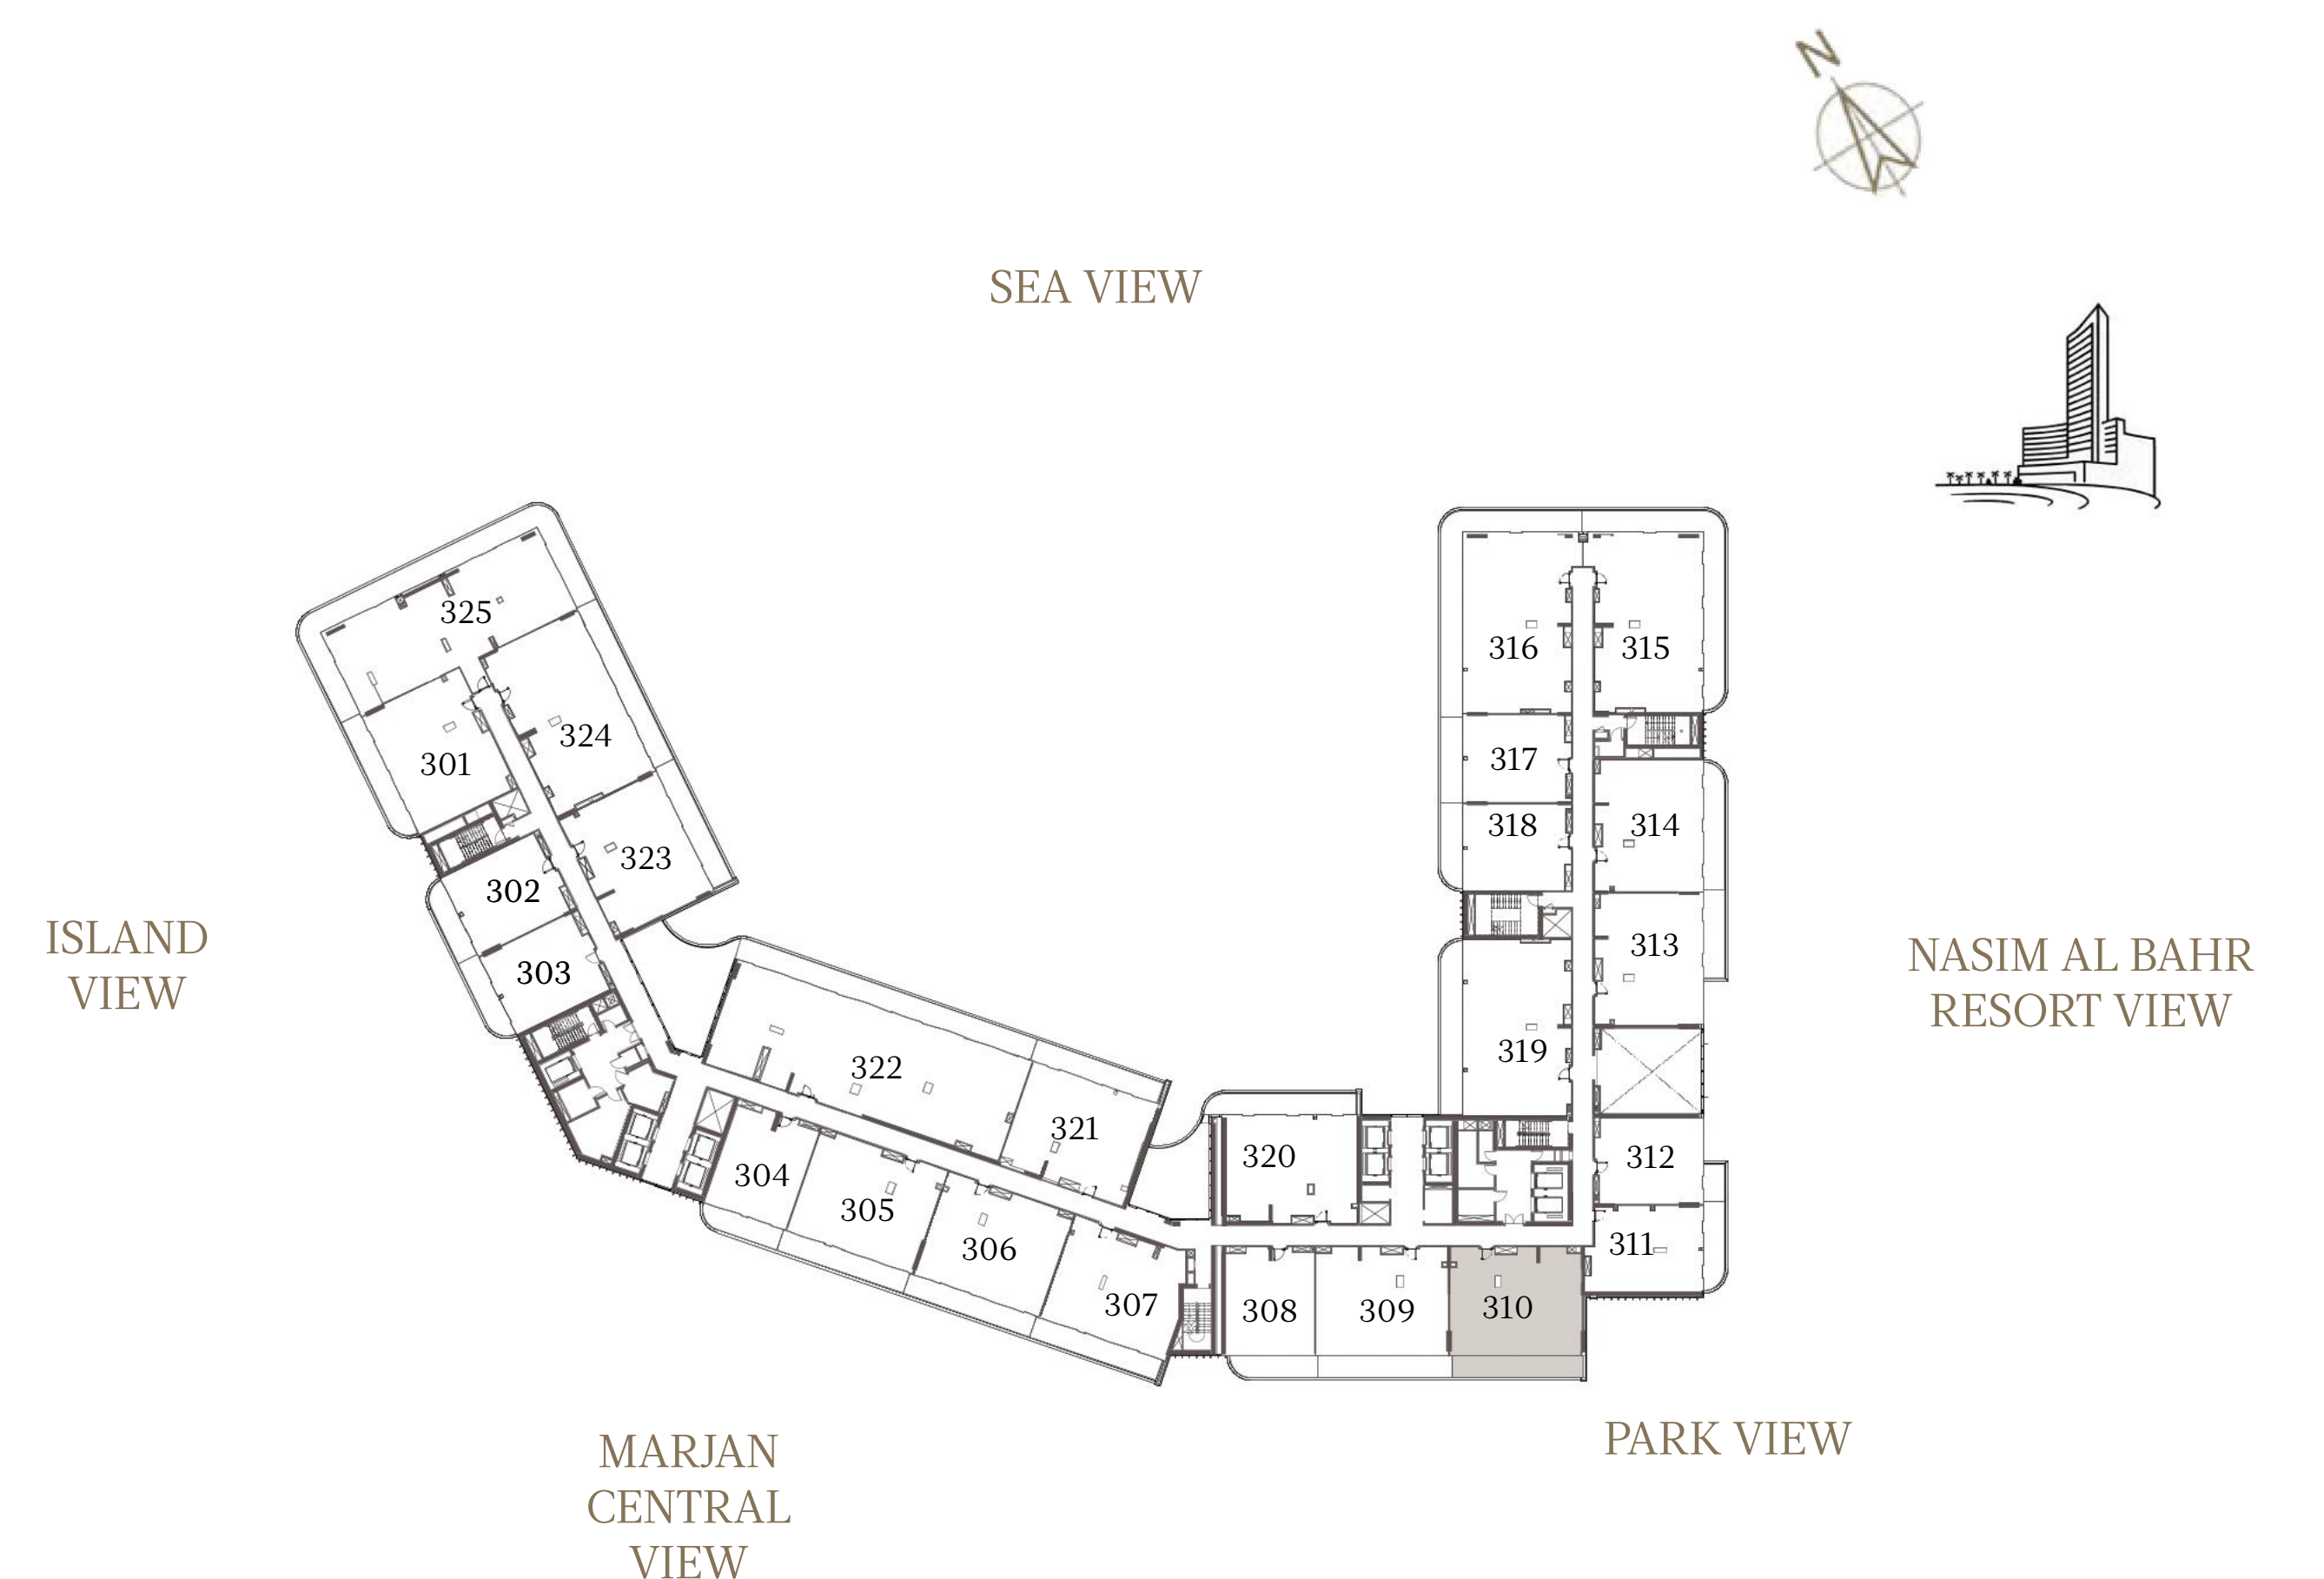 N
SEA VIEW
325
316
315
324
301
317
318
314
323
302
ISLAND
VIEW
303
313
NASIM AL BAHR
RESORT VIEW
322
319
321
320
312
304
305
306
311
307
308
309
310
PARK VIEW
MARJAN
CENTRAL
VIEW